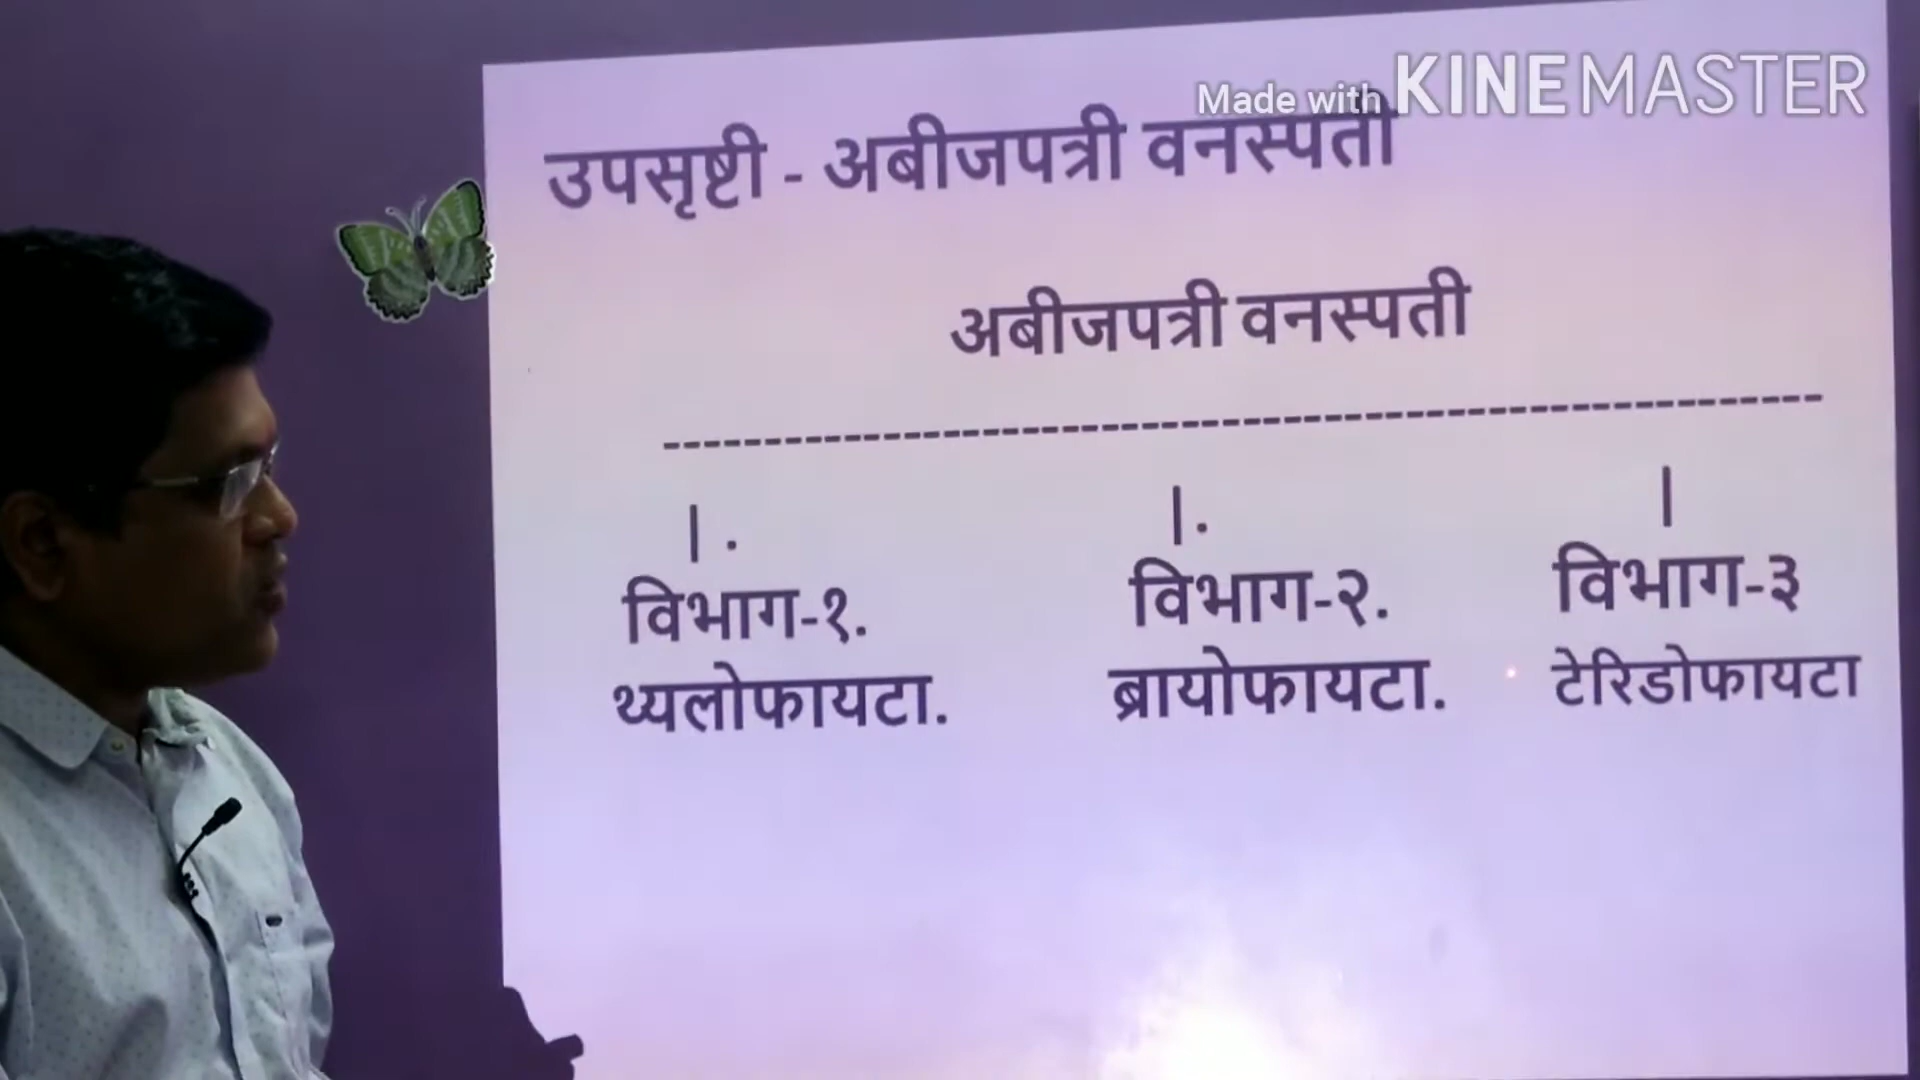 Made with KINEMASTER
उपसृष्टी - अबीजपत्री वनस्पती
अबीजपत्री वनस्पती
---------------------------------------------------------
|. |. |
विभाग-१. विभाग-२. विभाग-३
थ्यलोफायटा. ब्रायोफायटा. टेरिडोफायटा